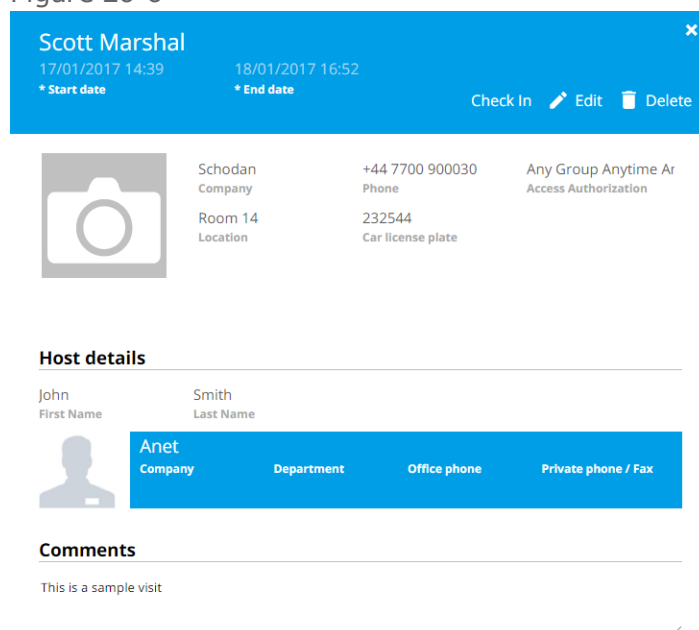 Scott Marshal
17/01/2017 14:39 18/01/2017 16:52
* Start date * End date
Check In Edit Delete
Schodan +44 7700 900030 Any Group Anytime Ar
Company Phone Access Authorization
Room 14 232544
Location Car license plate
Host details
John Smith
First Name Last Name
Anet
Company Department Office phone Private phone / Fax
Comments
This is a sample visit